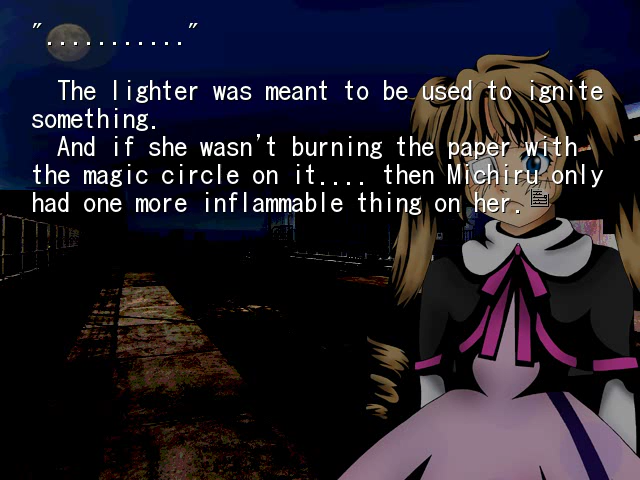 "..........."
The lighter was meant to be used to ignite
something.
And if she wasn't burning the paper with
the magic circle on it.... then Michiru only
had one more inflammable thing on her.